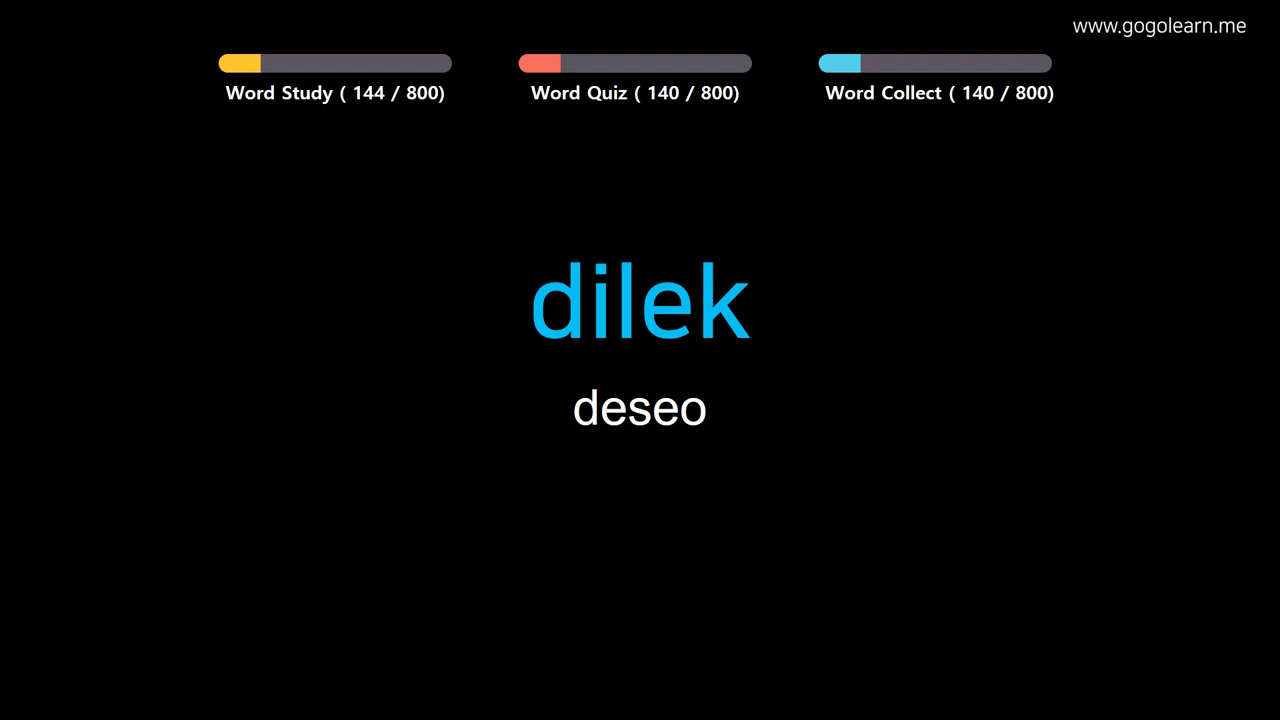 www.gogolearn.me
Word Study ( 144 / 800)
Word Quiz ( 140 / 800)
Word Collect ( 140 / 800)
dilek
deseo